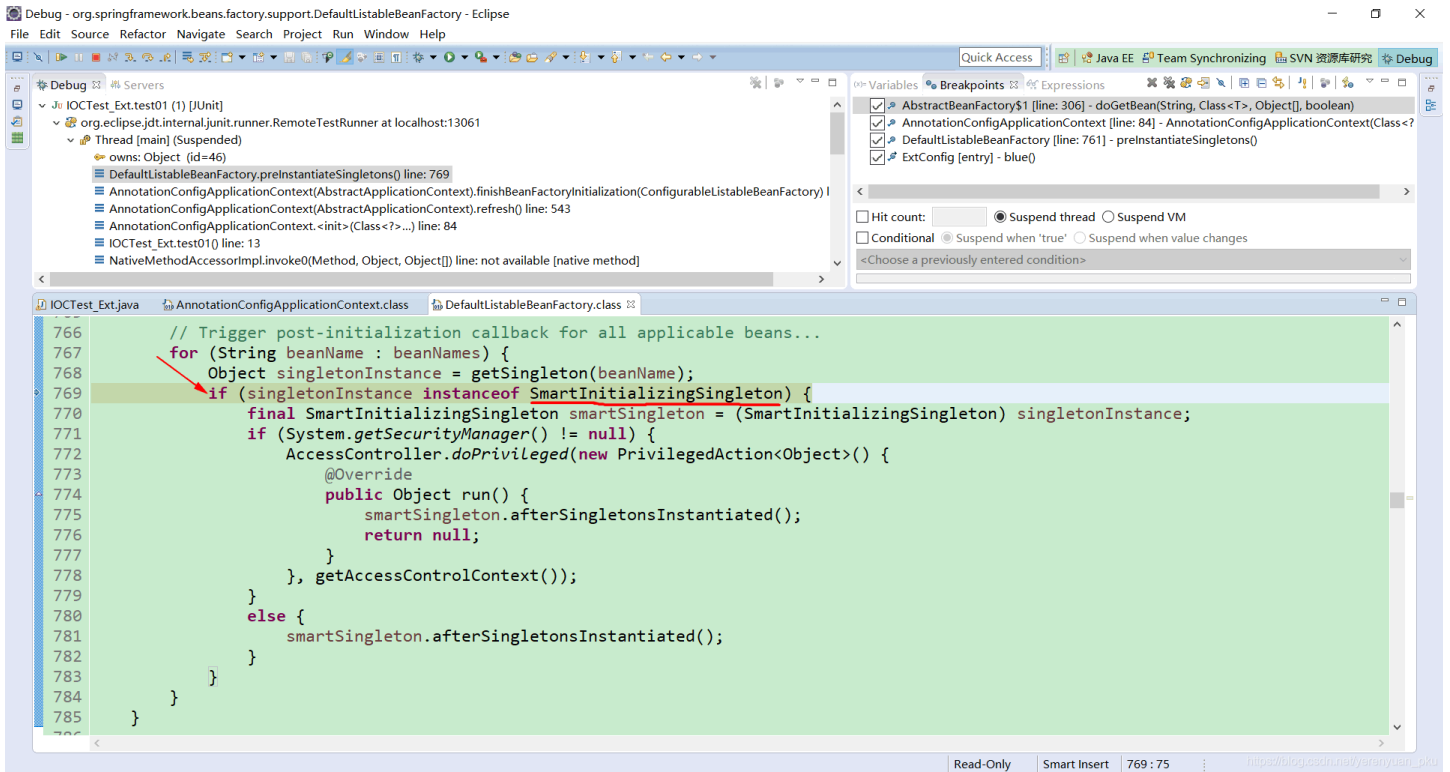 Debug - org.springframework.beans.factory.support.DefaultListableBeanFactory - Eclipse
File Edit Source Refactor Navigate Search Project Run Window Help
Quick Access Java EE Team Synchronizing SVN 资源库研究 Debug
Debug Servers
IOCTest_Ext.test01 (1) [JUnit]
org.eclipse.jdt.internal.junit.runner.RemoteTestRunner at localhost:13061
Thread [main] (Suspended)
owns: Object (id=46)
DefaultListableBeanFactory.preInstantiateSingletons() line: 769
AnnotationConfigApplicationContext(AbstractApplicationContext).finishBeanFactoryInitialization(ConfigurableListableBeanFactory) l
AnnotationConfigApplicationContext(AbstractApplicationContext).refresh() line: 543
AnnotationConfigApplicationContext.<init>(Class<?>...) line: 84
IOCTest_Ext.test01() line: 13
NativeMethodAccessorImpl.invoke0(Method, Object, Object[]) line: not available [native method]
(x)= Variables Breakpoints Expressions
AbstractBeanFactory$1 [line: 306] - doGetBean(String, Class<T>, Object[], boolean)
AnnotationConfigApplicationContext [line: 84] - AnnotationConfigApplicationContext(Class<?
DefaultListableBeanFactory [line: 761] - preInstantiateSingletons()
ExtConfig [entry] - blue()
Hit count: Suspend thread Suspend VM
Conditional Suspend when 'true' Suspend when value changes
<Choose a previously entered condition>
IOCTest_Ext.java AnnotationConfigApplicationContext.class DefaultListableBeanFactory.class
766 // Trigger post-initialization callback for all applicable beans...
767 for (String beanName : beanNames) {
768 Object singletonInstance = getSingleton(beanName);
769 if (singletonInstance instanceof SmartInitializingSingleton) {
770 final SmartInitializingSingleton smartSingleton = (SmartInitializingSingleton) singletonInstance;
771 if (System.getSecurityManager() != null) {
772 AccessController.doPrivileged(new PrivilegedAction<Object>() {
773 @Override
774 public Object run() {
775 smartSingleton.afterSingletonsInstantiated();
776 return null;
777 }
778 }, getAccessControlContext());
779 }
780 else {
781 smartSingleton.afterSingletonsInstantiated();
782 }
783 }
784 }
785 }
Read-Only Smart Insert 769 : 75
https://blog.csdn.net/yerenyuan_pku